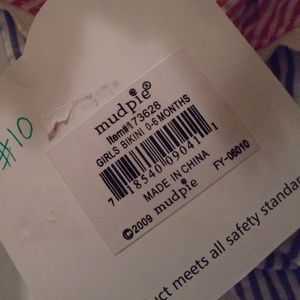 #10
mudpie®
Item#173628
GIRLS BIKINI 0-6 MONTHS
7 18540 09041 1
MADE IN CHINA
FY-06010
©2009 mudpie
uct meets all safety standar